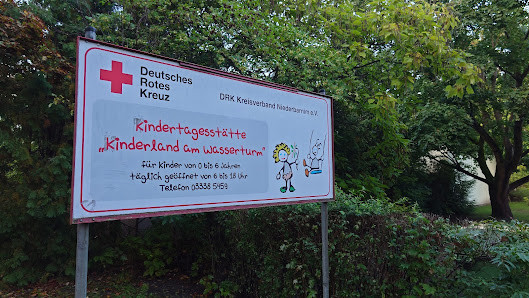 Deutsches
Rotes
Kreuz
DRK Kreisverband Niederbarnim e.V.
Kindertagesstätte
„Kinderland am Wasserturm"
für Kinder von 0 bis 6 Jahren
täglich geöffnet von 6 bis 18 Uhr
Telefon 03338 5459